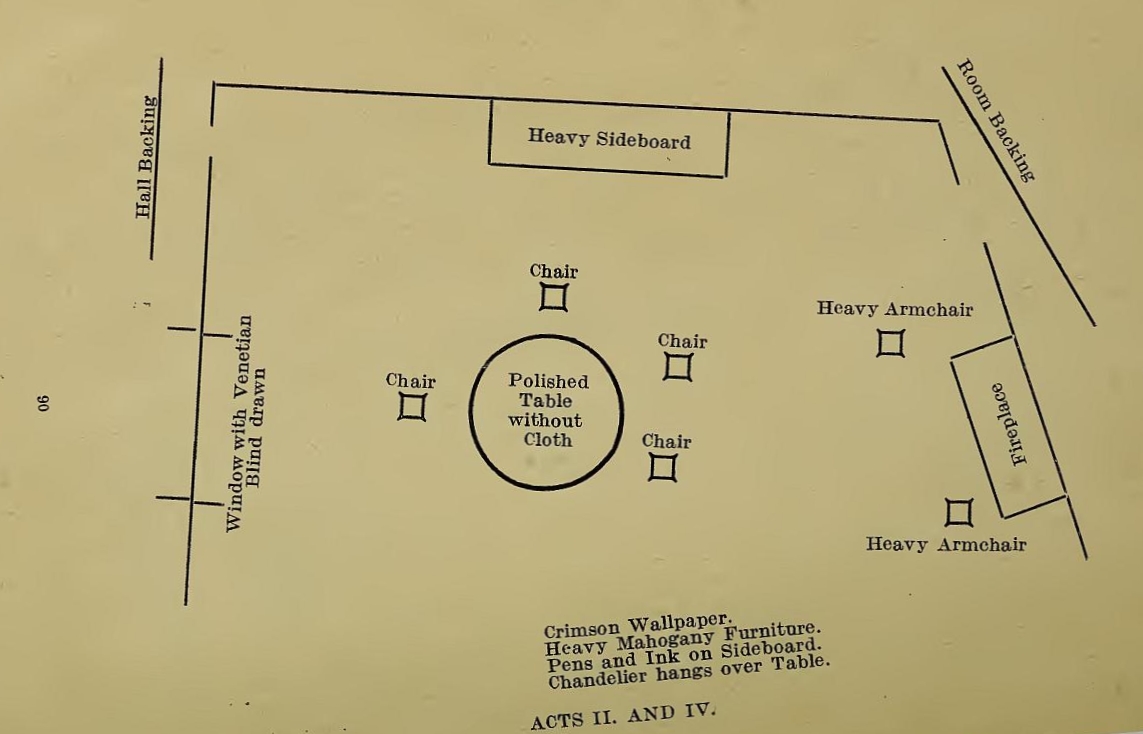 Hall Backing
Room Backing
Heavy Sideboard
Chair
Heavy Armchair
Chair
Chair
Polished
Table
without
Cloth
Chair
Window with Venetian
Blind drawn
Fireplace
Heavy Armchair
90
Crimson Wallpaper.
Heavy Mahogany Furniture.
Pens and Ink on Sideboard.
Chandelier hangs over Table.
ACTS II. AND IV.